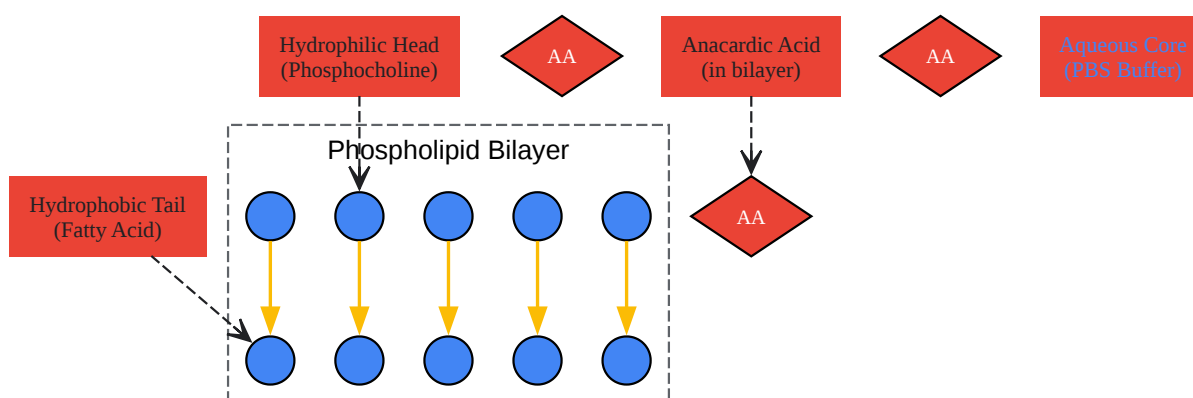 Hydrophilic Head
(Phosphocholine)
AA
Anacardic Acid
(in bilayer)
AA
Aqueous Core
(PBS Buffer)
Phospholipid Bilayer
Hydrophobic Tail
(Fatty Acid)
AA